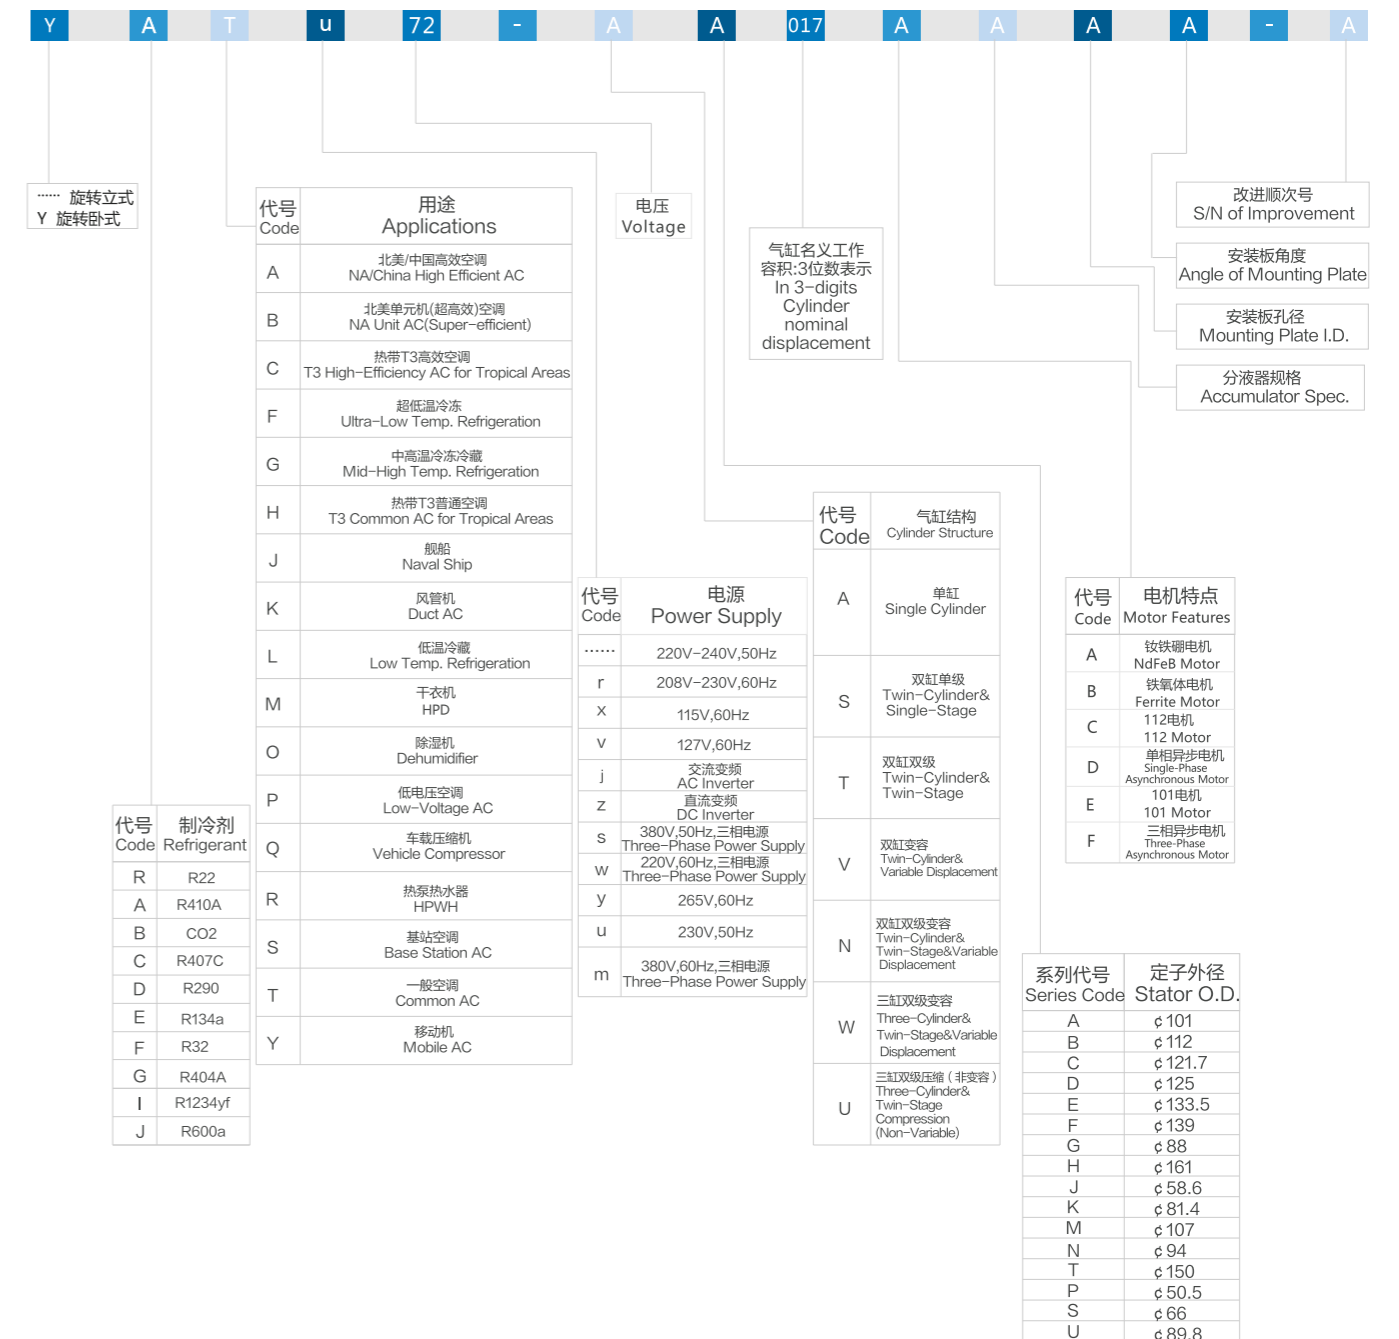 Y A T u 72 - A A 017 A A A A - A
······ 旋转立式
Y 旋转卧式
代号
Code
用途
Applications
A
北美/中国高效空调
NA/China High Efficient AC
B
北美单元机(超高效)空调
NA Unit AC(Super-efficient)
C
热带T3高效空调
T3 High-Efficiency AC for Tropical Areas
F
超低温冷冻
Ultra-Low Temp. Refrigeration
G
中高温冷冻冷藏
Mid-High Temp. Refrigeration
H
热带T3普通空调
T3 Common AC for Tropical Areas
J
舰船
Naval Ship
K
风管机
Duct AC
L
低温冷藏
Low Temp. Refrigeration
M
干衣机
HPD
O
除湿机
Dehumidifier
P
低电压空调
Low-Voltage AC
Q
车载压缩机
Vehicle Compressor
R
热泵热水器
HPWH
S
基站空调
Base Station AC
T
一般空调
Common AC
Y
移动机
Mobile AC
电压
Voltage
气缸名义工作
容积:3位数表示
In 3-digits
Cylinder
nominal
displacement
改进顺次号
S/N of Improvement
安装板角度
Angle of Mounting Plate
安装板孔径
Mounting Plate I.D.
分液器规格
Accumulator Spec.
代号
Code
制冷剂
Refrigerant
R R22
A R410A
B CO2
C R407C
D R290
E R134a
F R32
G R404A
I R1234yf
J R600a
代号
Code
电源
Power Supply
······ 220V-240V,50Hz
r 208V-230V,60Hz
x 115V,60Hz
v 127V,60Hz
j
交流变频
AC Inverter
z
直流变频
DC Inverter
s
380V,50Hz,三相电源
Three-Phase Power Supply
w
220V,60Hz,三相电源
Three-Phase Power Supply
y 265V,60Hz
u 230V,50Hz
m
380V,60Hz,三相电源
Three-Phase Power Supply
代号
Code
气缸结构
Cylinder Structure
A
单缸
Single Cylinder
S
双缸单级
Twin-Cylinder&
Single-Stage
T
双缸双级
Twin-Cylinder&
Twin-Stage
V
双缸变容
Twin-Cylinder&
Variable Displacement
N
双缸双级变容
Twin-Cylinder&
Twin-Stage&Variable
Displacement
W
三缸双级变容
Three-Cylinder&
Twin-Stage&Variable
Displacement
U
三缸双级压缩（非变容）
Three-Cylinder&
Twin-Stage
Compression
(Non-Variable)
代号
Code
电机特点
Motor Features
A
钕铁硼电机
NdFeB Motor
B
铁氧体电机
Ferrite Motor
C
112电机
112 Motor
D
单相异步电机
Single-Phase
Asynchronous Motor
E
101电机
101 Motor
F
三相异步电机
Three-Phase
Asynchronous Motor
系列代号
Series Code
定子外径
Stator O.D.
A ¢101
B ¢112
C ¢121.7
D ¢125
E ¢133.5
F ¢139
G ¢88
H ¢161
J ¢58.6
K ¢81.4
M ¢107
N ¢94
T ¢150
P ¢50.5
S ¢66
U ¢89.8